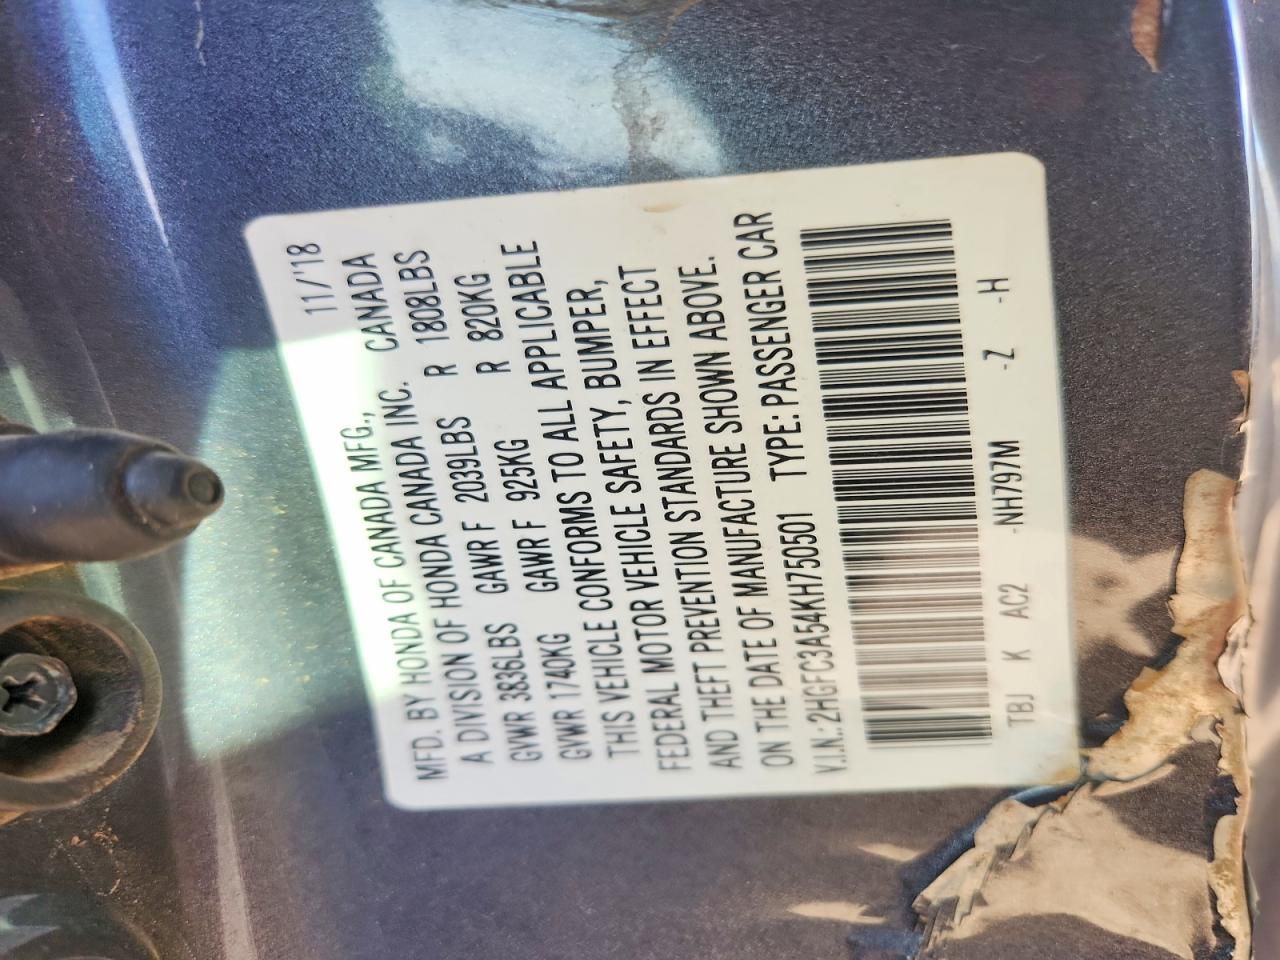 MFD. BY HONDA OF CANADA MFG., 11/'18
A DIVISION OF HONDA CANADA INC. CANADA
GVWR 3836LBS GAWR F 2039LBS R 1808LBS
GVWR 1740KG GAWR F 925KG R 820KG
THIS VEHICLE CONFORMS TO ALL APPLICABLE
FEDERAL MOTOR VEHICLE SAFETY, BUMPER,
AND THEFT PREVENTION STANDARDS IN EFFECT
ON THE DATE OF MANUFACTURE SHOWN ABOVE.
V.I.N.:2HGFC3A54KH750501 TYPE: PASSENGER CAR
TBJ K AC2 -NH797M -Z -H